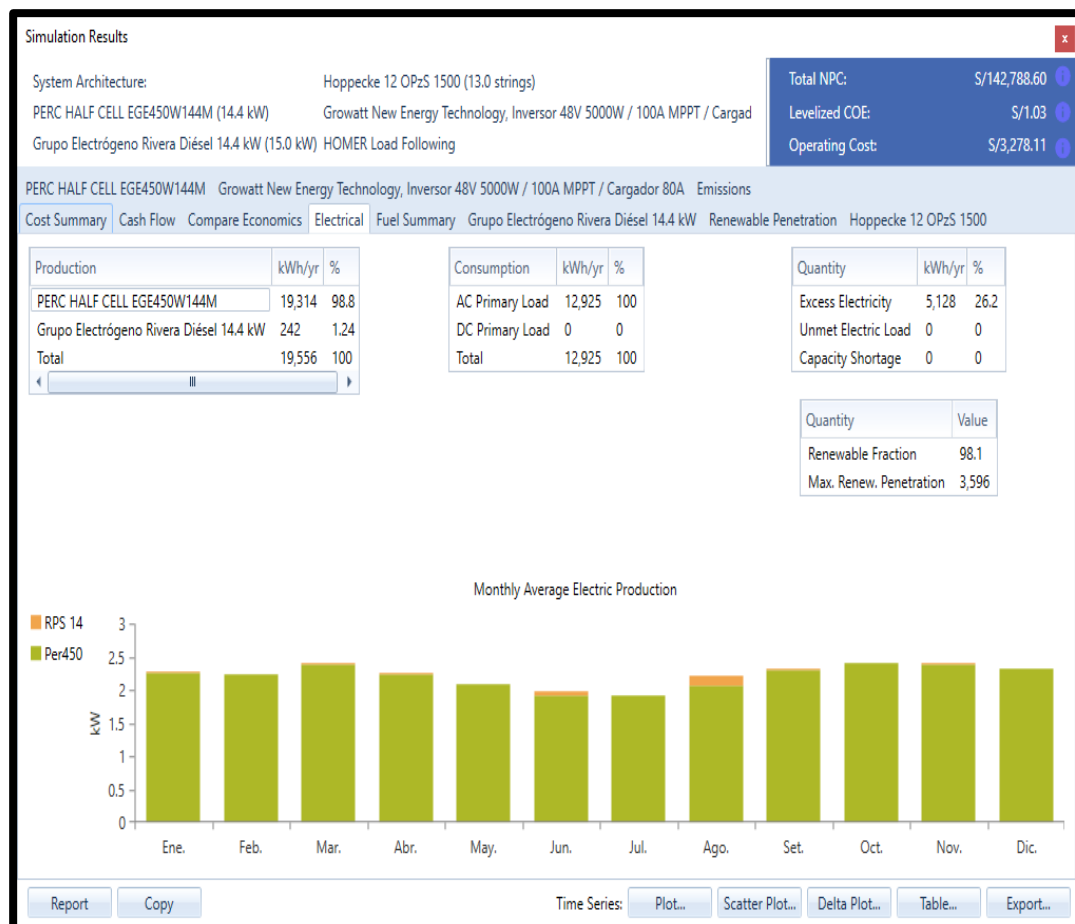 Simulation Results
x
System Architecture:
Hoppecke 12 OPzS 1500 (13.0 strings)
PERC HALF CELL EGE450W144M (14.4 kW)
Growatt New Energy Technology, Inversor 48V 5000W / 100A MPPT / Cargad
Grupo Electrógeno Rivera Diésel 14.4 kW (15.0 kW)
HOMER Load Following
Total NPC: S/142,788.60
Levelized COE: S/1.03
Operating Cost: S/3,278.11
PERC HALF CELL EGE450W144M Growatt New Energy Technology, Inversor 48V 5000W / 100A MPPT / Cargador 80A Emissions
Cost Summary Cash Flow Compare Economics Electrical Fuel Summary Grupo Electrógeno Rivera Diésel 14.4 kW Renewable Penetration Hoppecke 12 OPzS 1500
Production kWh/yr %
PERC HALF CELL EGE450W144M 19,314 98.8
Grupo Electrógeno Rivera Diésel 14.4 kW 242 1.24
Total 19,556 100
Consumption kWh/yr %
AC Primary Load 12,925 100
DC Primary Load 0 0
Total 12,925 100
Quantity kWh/yr %
Excess Electricity 5,128 26.2
Unmet Electric Load 0 0
Capacity Shortage 0 0
Quantity Value
Renewable Fraction 98.1
Max. Renew. Penetration 3,596
Monthly Average Electric Production
RPS 14
Per450
kW
3
2.5
2
1.5
1
0.5
0
Ene. Feb. Mar. Abr. May. Jun. Jul. Ago. Set. Oct. Nov. Dic.
Report Copy Time Series: Plot... Scatter Plot... Delta Plot... Table... Export...